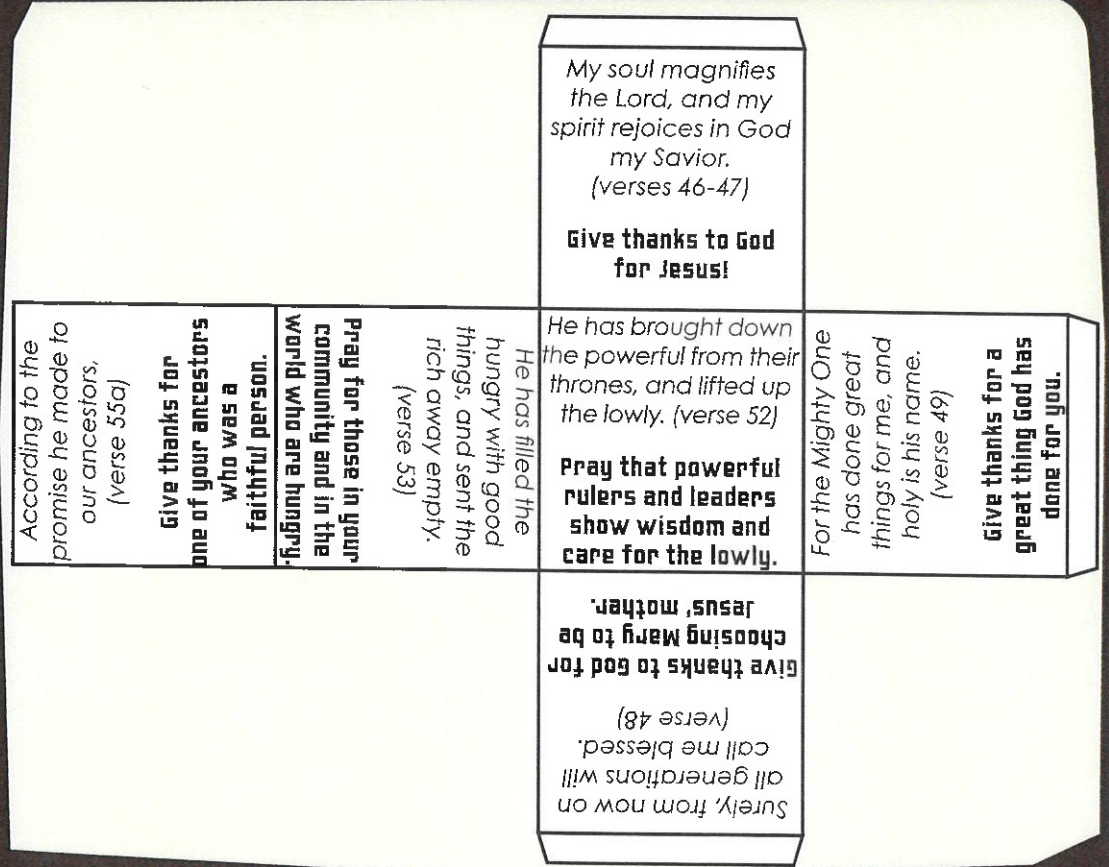 My soul magnifies
the Lord, and my
spirit rejoices in God
my Savior.
(verses 46-47)
Give thanks to God
for Jesus!
According to the
promise he made to
our ancestors,
(verse 55a)
Give thanks for
one of your ancestors
who was a
faithful person.
He has filled the
hungry with good
things, and sent the
rich away empty.
(verse 53)
Pray for those in your
community and in the
world who are hungry.
He has brought down
the powerful from their
thrones, and lifted up
the lowly. (verse 52)
Pray that powerful
rulers and leaders
show wisdom and
care for the lowly.
For the Mighty One
has done great
things for me, and
holy is his name.
(verse 49)
Give thanks for a
great thing God has
done for you.
Surely, from now on
all generations will
call me blessed.
(verse 48)
Give thanks to God for
choosing Mary to be
Jesus' mother.